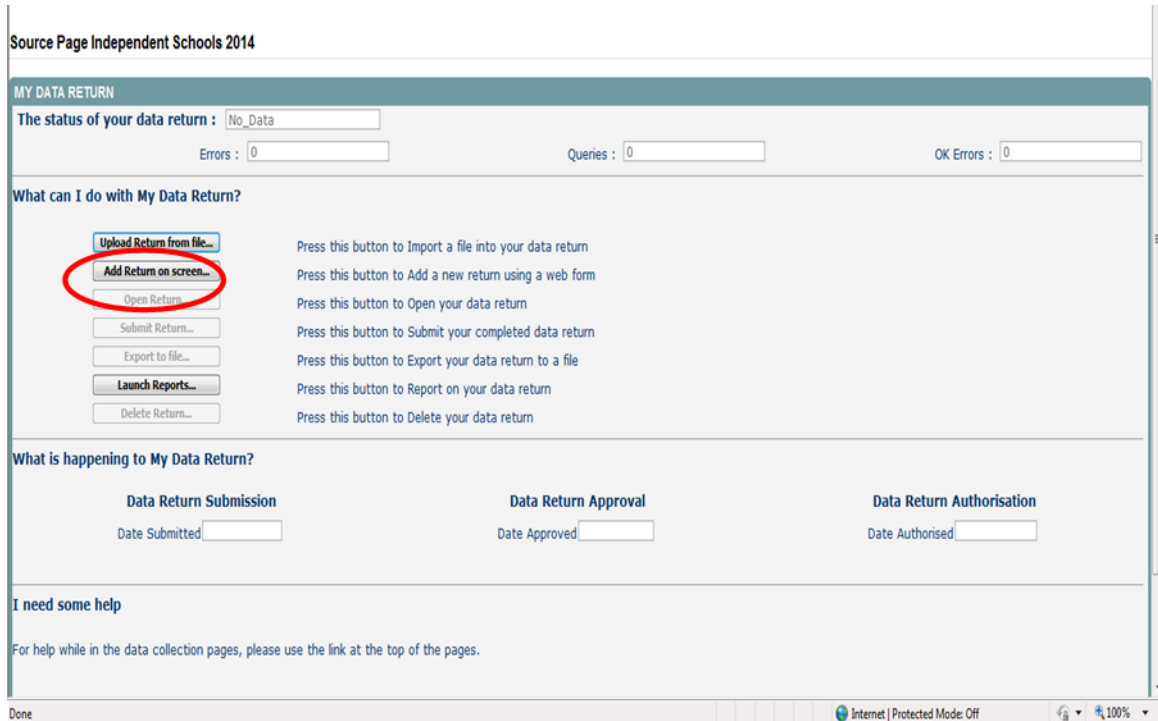 Source Page Independent Schools 2014
MY DATA RETURN
The status of your data return : No_Data
Errors : 0 Queries : 0 OK Errors : 0
What can I do with My Data Return?
Upload Return from file... Press this button to Import a file into your data return
Add Return on screen... Press this button to Add a new return using a web form
Open Return... Press this button to Open your data return
Submit Return... Press this button to Submit your completed data return
Export to file... Press this button to Export your data return to a file
Launch Reports... Press this button to Report on your data return
Delete Return... Press this button to Delete your data return
What is happening to My Data Return?
Data Return Submission Data Return Approval Data Return Authorisation
Date Submitted Date Approved Date Authorised
I need some help
For help while in the data collection pages, please use the link at the top of the pages.
Done Internet | Protected Mode: Off 100%